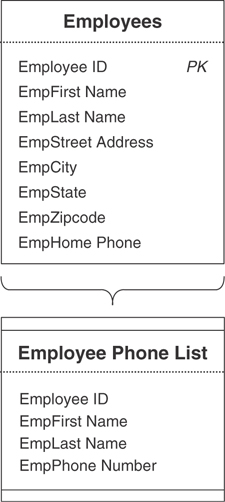 Employees
Employee ID PK
EmpFirst Name
EmpLast Name
EmpStreet Address
EmpCity
EmpState
EmpZipcode
EmpHome Phone
Employee Phone List
Employee ID
EmpFirst Name
EmpLast Name
EmpPhone Number